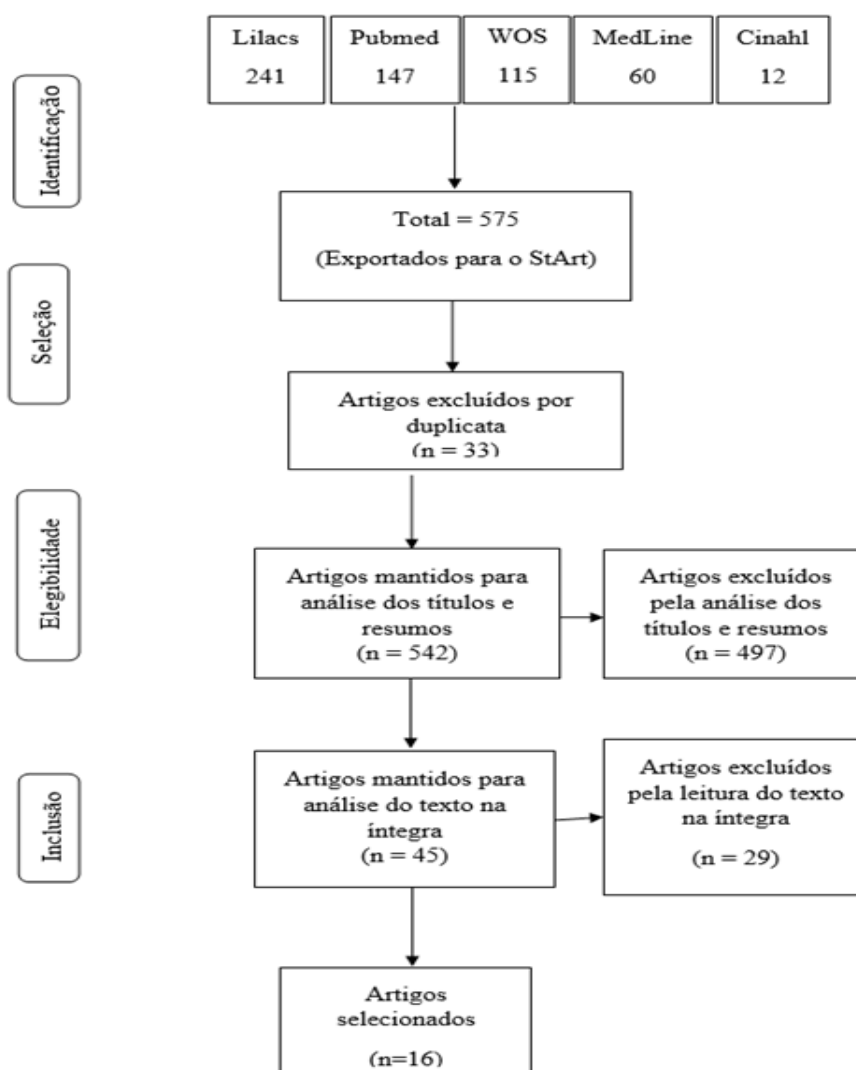 Lilacs
241
Pubmed
147
WOS
115
MedLine
60
Cinahl
12
Identificação
Total = 575
(Exportados para o StArt)
Seleção
Artigos excluídos por
duplicata
(n = 33)
Elegibilidade
Artigos mantidos para
análise dos títulos e
resumos
(n = 542)
Artigos excluídos
pela análise dos
títulos e resumos
(n = 497)
Inclusão
Artigos mantidos para
análise do texto na
íntegra
(n = 45)
Artigos excluídos
pela leitura do texto
na íntegra
(n = 29)
Artigos
selecionados
(n=16)